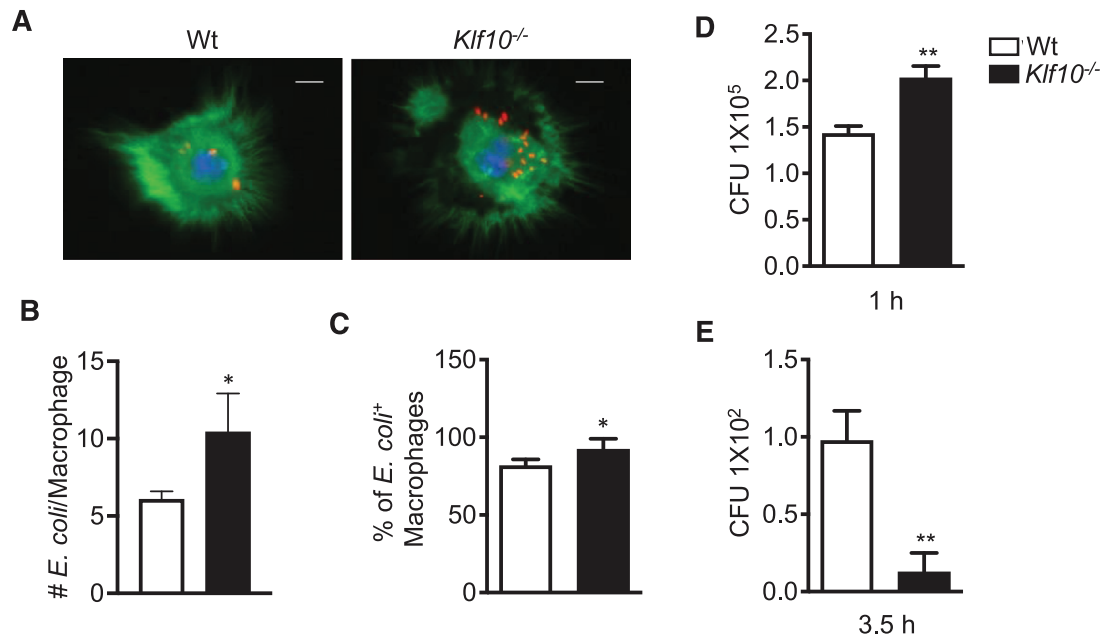 A
Wt
Klf10-/-
B
# E. coli/Macrophage
15
10
5
0
*
C
% of E. coli+
Macrophages
150
100
50
0
*
D
CFU 1X10⁵
2.5
2.0
1.5
1.0
0.5
0.0
**
1 h
Wt
Klf10-/-
E
CFU 1X10²
1.5
1.0
0.5
0.0
**
3.5 h